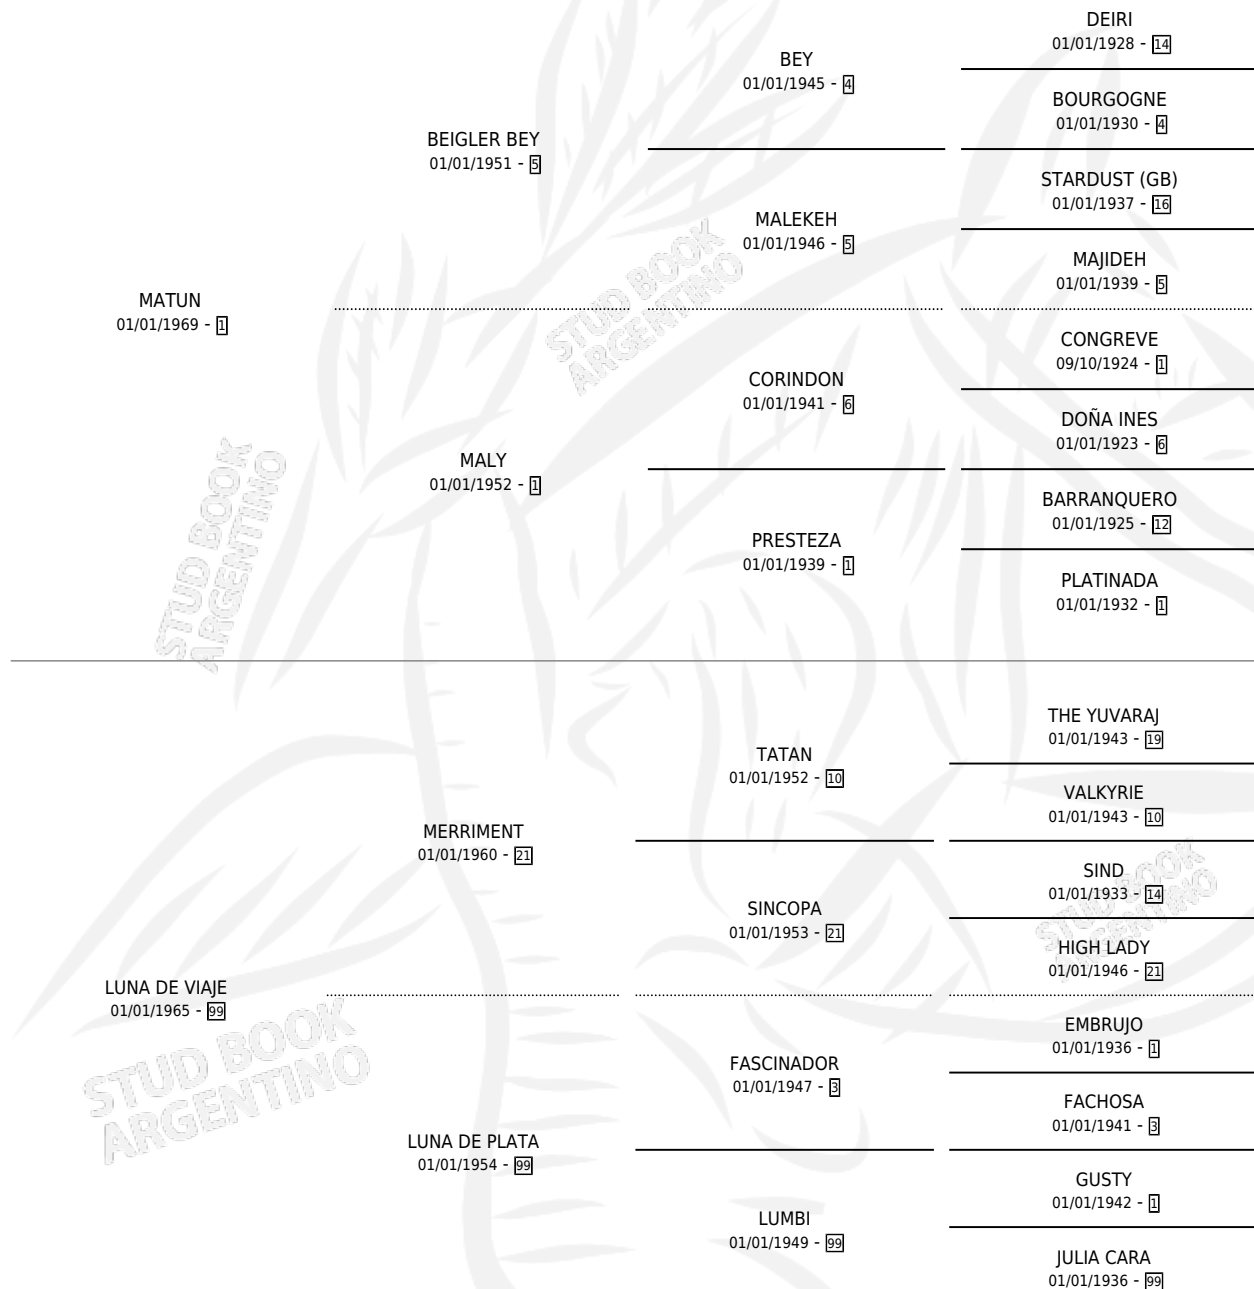 DEIRI
01/01/1928 - 14
BEY
01/01/1945 - 4
BOURGOGNE
01/01/1930 - 4
BEIGLER BEY
01/01/1951 - 5
STARDUST (GB)
01/01/1937 - 16
MALEKEH
01/01/1946 - 5
MAJIDEH
01/01/1939 - 5
STUD BOOK
ARGENTINO
MATUN
01/01/1969 - 1
CONGREVE
09/10/1924 - 1
CORINDON
01/01/1941 - 6
DOÑA INES
01/01/1923 - 6
MALY
01/01/1952 - 1
BARRANQUERO
01/01/1925 - 12
PRESTEZA
01/01/1939 - 1
PLATINADA
01/01/1932 - 1
STUD BOOK
ARGENTINO
THE YUVARAJ
01/01/1943 - 19
TATAN
01/01/1952 - 10
VALKYRIE
01/01/1943 - 10
MERRIMENT
01/01/1960 - 21
SIND
01/01/1933 - 14
SINCOPA
01/01/1953 - 21
HIGH LADY
01/01/1946 - 21
STUD BOOK
ARGENTINO
LUNA DE VIAJE
01/01/1965 - 99
EMBRUJO
01/01/1936 - 1
FASCINADOR
01/01/1947 - 3
FACHOSA
01/01/1941 - 3
STUD BOOK
ARGENTINO
LUNA DE PLATA
01/01/1954 - 99
GUSTY
01/01/1942 - 1
LUMBI
01/01/1949 - 99
JULIA CARA
01/01/1936 - 99